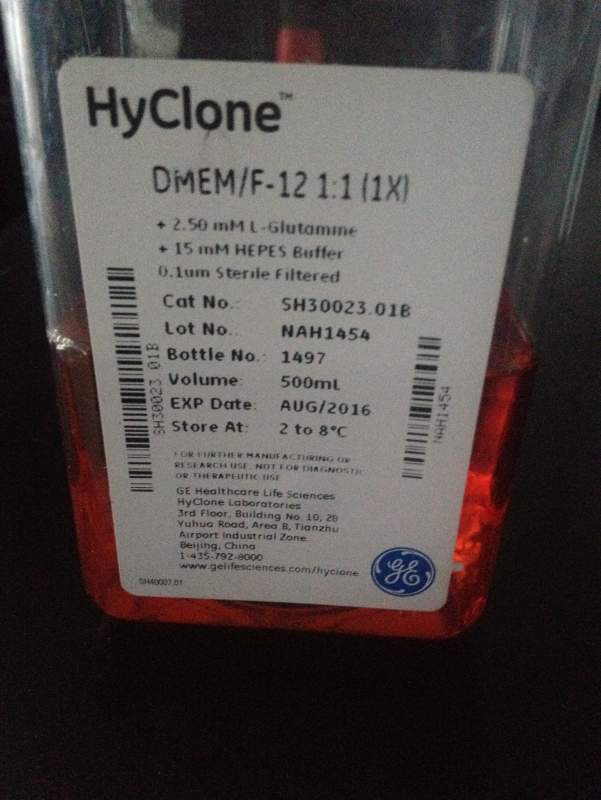 HyClone™
DMEM/F-12 1:1 (1X)
+ 2.50 mM L-Glutamine
+ 15 mM HEPES Buffer
0.1um Sterile Filtered
Cat No.: SH30023.01B
Lot No.: NAH1454
Bottle No.: 1497
Volume: 500mL
EXP Date: AUG/2016
Store At: 2 to 8°C
FOR FURTHER MANUFACTURING OR
RESEARCH USE. NOT FOR DIAGNOSTIC
OR THERAPEUTIC USE
GE Healthcare Life Sciences
HyClone Laboratories
3rd Floor, Building No. 10, 28
Yuhua Road, Area B, Tianzhu
Airport Industrial Zone.
Beijing, China
1-435-792-8000
www.gelifesciences.com/hyclone
SH40007.01
SH30023.01B
NAH1454
GE